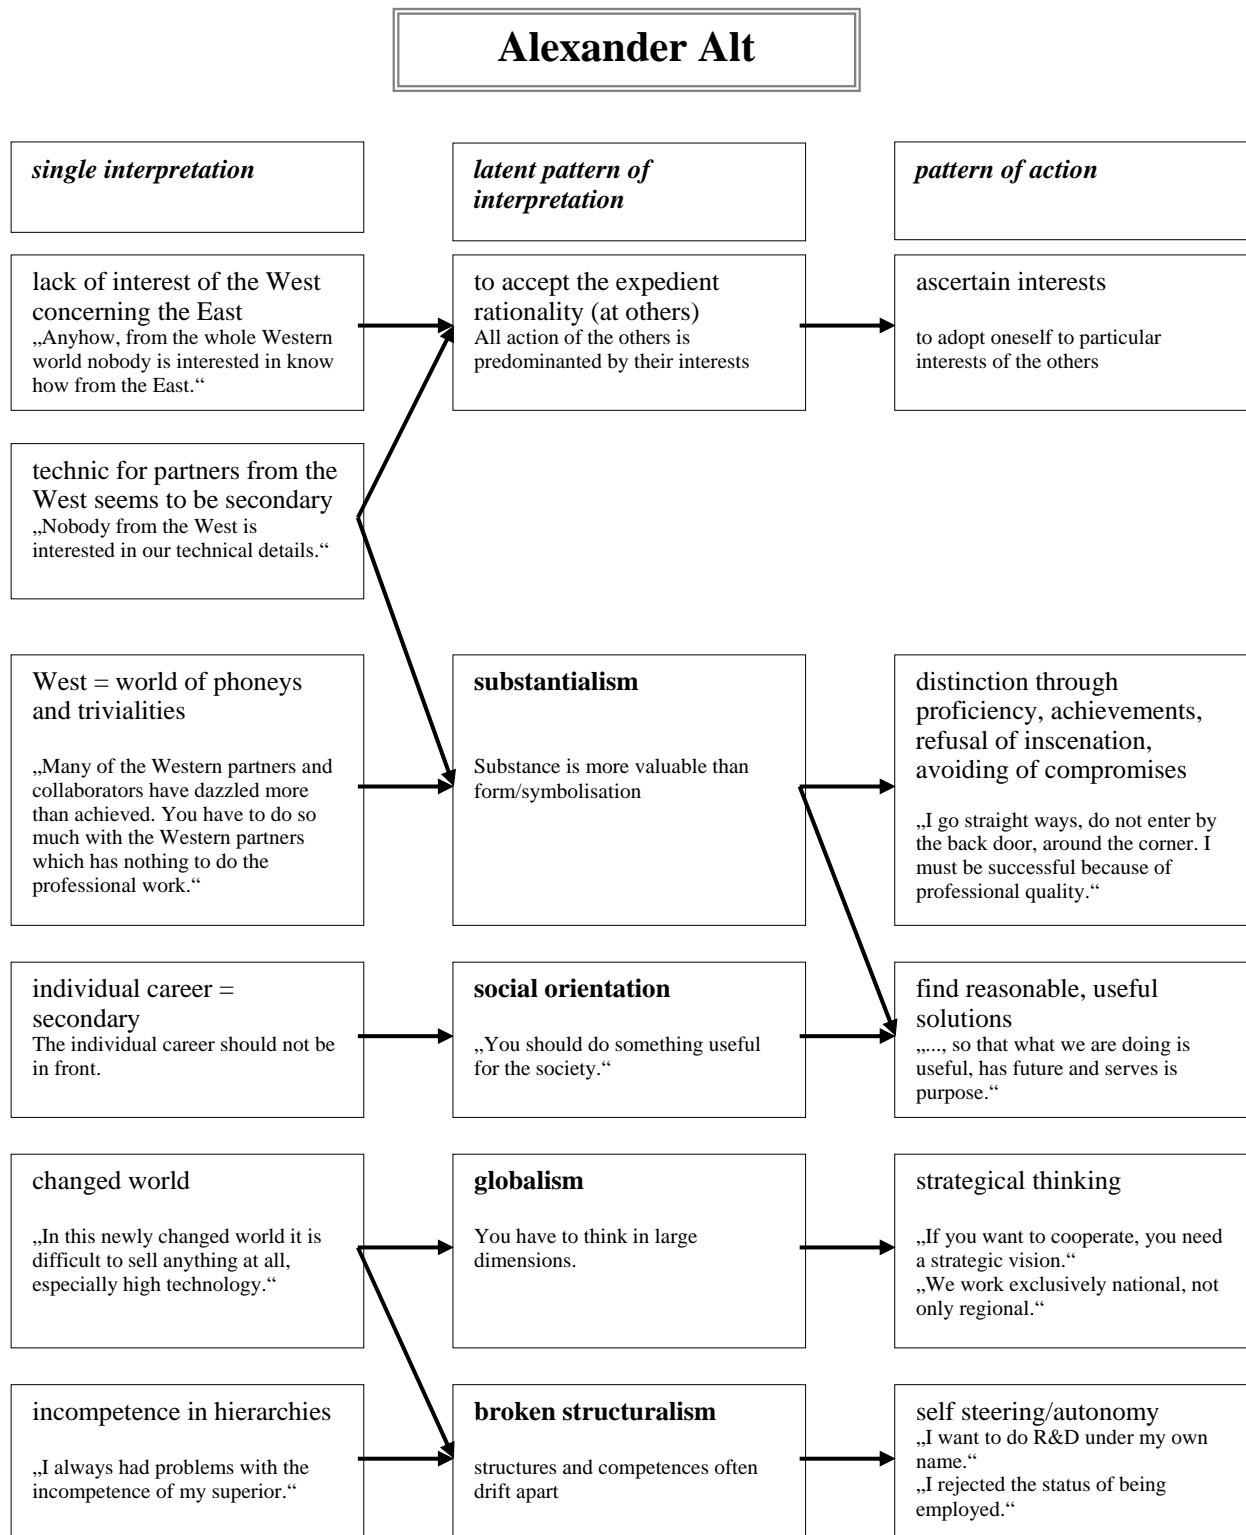 Alexander Alt
single interpretation
latent pattern of
interpretation
pattern of action
lack of interest of the West
concerning the East
„Anyhow, from the whole Western
world nobody is interested in know
how from the East.“
to accept the expedient
rationality (at others)
All action of the others is
predominanted by their interests
ascertain interests
to adopt oneself to particular
interests of the others
technic for partners from the
West seems to be secondary
„Nobody from the West is
interested in our technical details.“
West = world of phoneys
and trivialities
„Many of the Western partners and
collaborators have dazzled more
than achieved. You have to do so
much with the Western partners
which has nothing to do the
professional work.“
substantialism
Substance is more valuable than
form/symbolisation
distinction through
proficiency, achievements,
refusal of inscenation,
avoiding of compromises
„I go straight ways, do not enter by
the back door, around the corner. I
must be successful because of
professional quality.“
individual career =
secondary
The individual career should not be
in front.
social orientation
„You should do something useful
for the society.“
find reasonable, useful
solutions
„..., so that what we are doing is
useful, has future and serves is
purpose.“
changed world
„In this newly changed world it is
difficult to sell anything at all,
especially high technology.“
globalism
You have to think in large
dimensions.
strategical thinking
„If you want to cooperate, you need
a strategic vision.“
„We work exclusively national, not
only regional.“
incompetence in hierarchies
„I always had problems with the
incompetence of my superior.“
broken structuralism
structures and competences often
drift apart
self steering/autonomy
„I want to do R&D under my own
name.“
„I rejected the status of being
employed.“